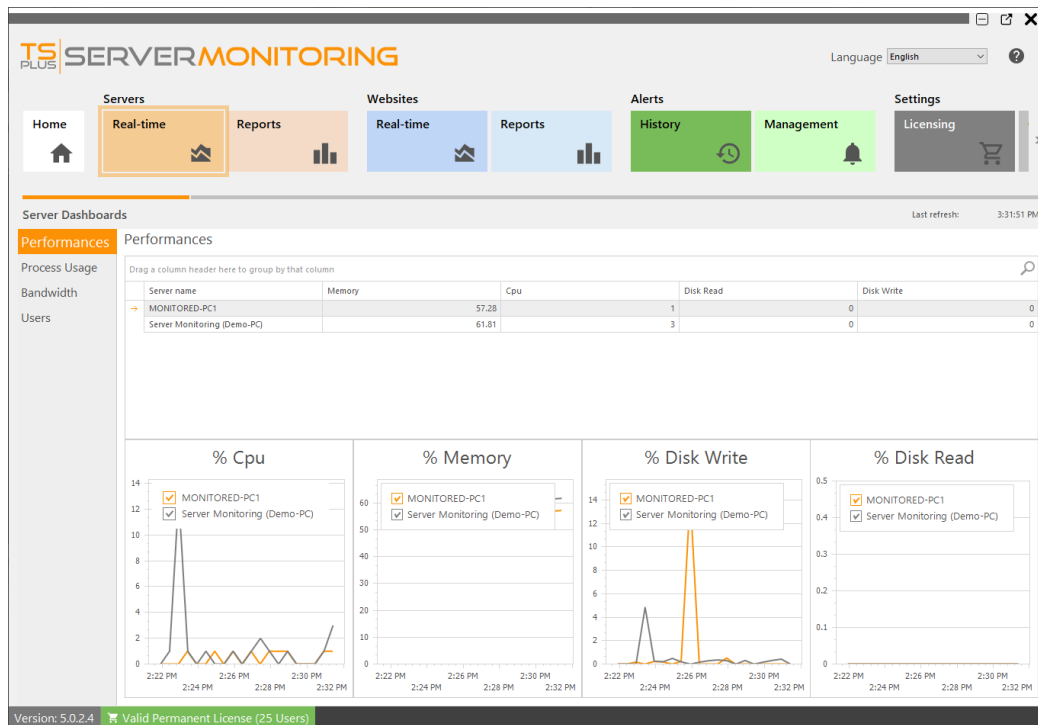 TS PLUS SERVERMONITORING
Language English
Servers Websites Alerts Settings
Home Real-time Reports Real-time Reports History Management Licensing
Server Dashboards Last refresh: 3:31:51 PM
Performances
Process Usage
Bandwidth
Users
Performances
Drag a column header here to group by that column
Server name Memory Cpu Disk Read Disk Write
MONITORED-PC1 57.28 1 0 0
Server Monitoring (Demo-PC) 61.81 3 0 0
% Cpu
MONITORED-PC1
Server Monitoring (Demo-PC)
14
12
10
8
6
4
2
0
2:22 PM 2:26 PM 2:30 PM
2:24 PM 2:28 PM 2:32 PM
% Memory
MONITORED-PC1
Server Monitoring (Demo-PC)
60
50
40
30
20
10
0
2:22 PM 2:26 PM 2:30 PM
2:24 PM 2:28 PM 2:32 PM
% Disk Write
MONITORED-PC1
Server Monitoring (Demo-PC)
14
12
10
8
6
4
2
0
2:22 PM 2:26 PM 2:30 PM
2:24 PM 2:28 PM 2:32 PM
% Disk Read
MONITORED-PC1
Server Monitoring (Demo-PC)
0.5
0.4
0.3
0.2
0.1
0
2:22 PM 2:26 PM 2:30 PM
2:24 PM 2:28 PM 2:32 PM
Version: 5.0.2.4 Valid Permanent License (25 Users)